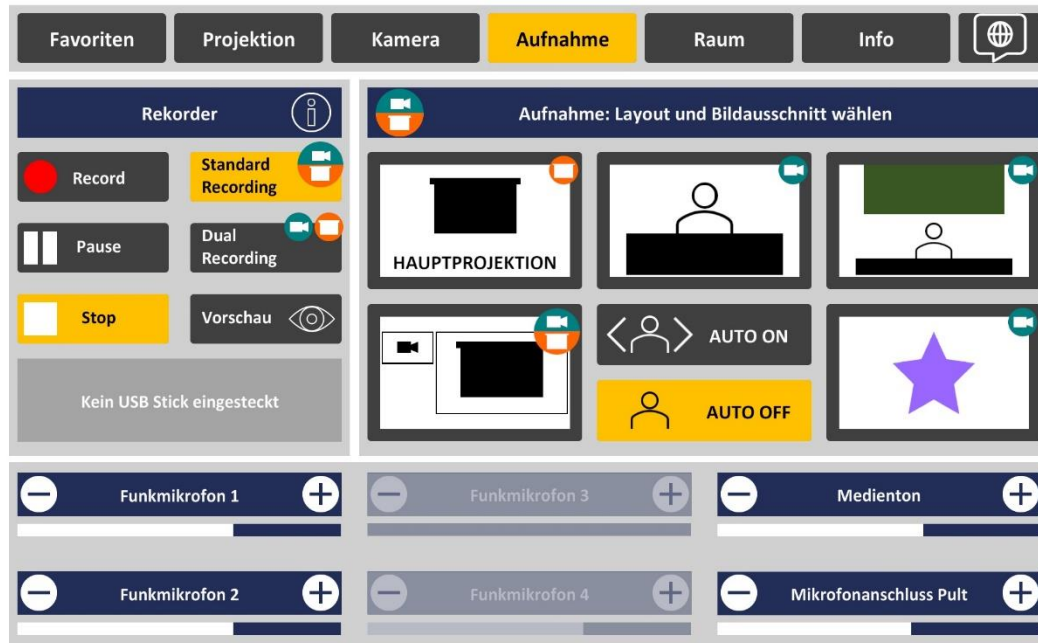 Favoriten
Projektion
Kamera
Aufnahme
Raum
Info
Rekorder
Aufnahme: Layout und Bildausschnitt wählen
Record
Standard
Recording
Pause
Dual
Recording
Stop
Vorschau
Kein USB Stick eingesteckt
HAUPTPROJEKTION
AUTO ON
AUTO OFF
Funkmikrofon 1
Funkmikrofon 3
Medienton
Funkmikrofon 2
Funkmikrofon 4
Mikrofonanschluss Pult